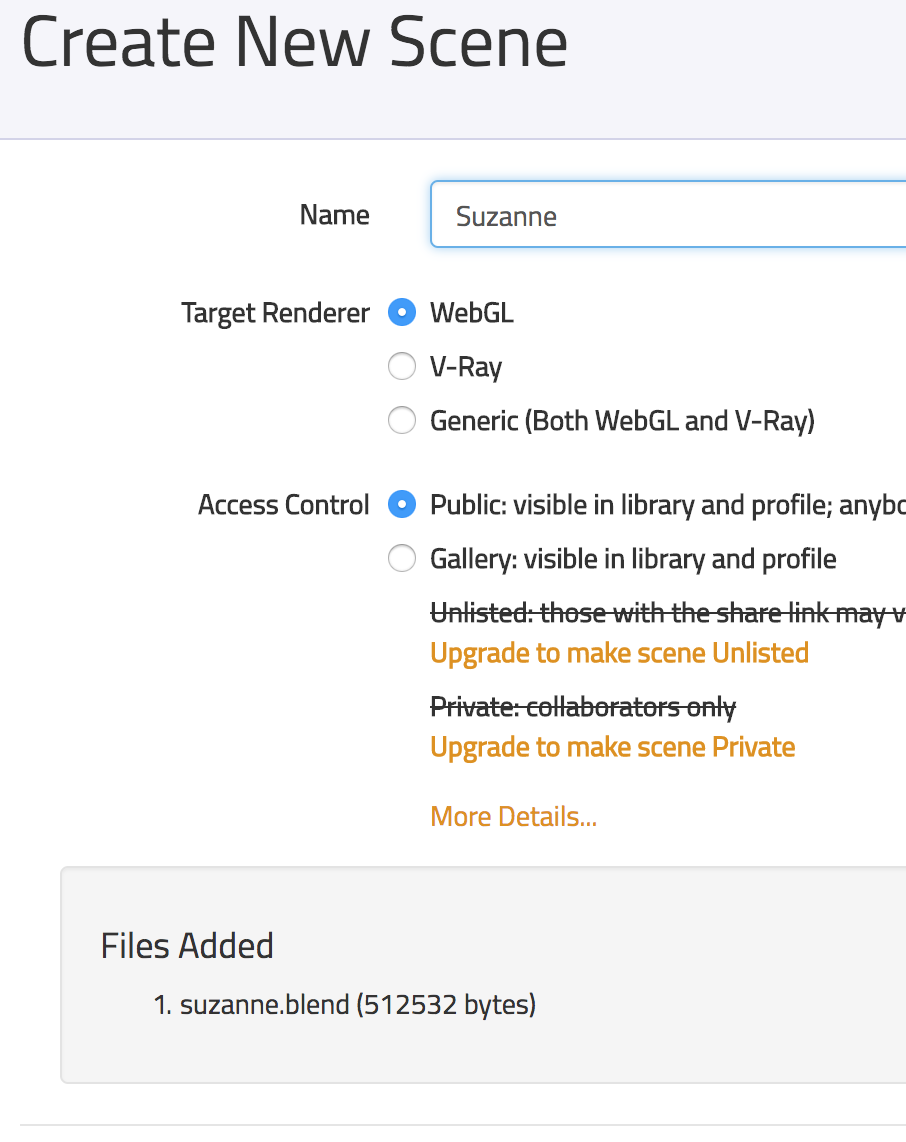 Create New Scene
Name
Suzanne
Target Renderer
WebGL
V-Ray
Generic (Both WebGL and V-Ray)
Access Control
Public: visible in library and profile;
Gallery: visible in library and profile
Unlisted: those with the share link may
Upgrade to make scene Unlisted
Private: collaborators only
Upgrade to make scene Private
More Details...
Files Added
1. suzanne.blend (512532 bytes)